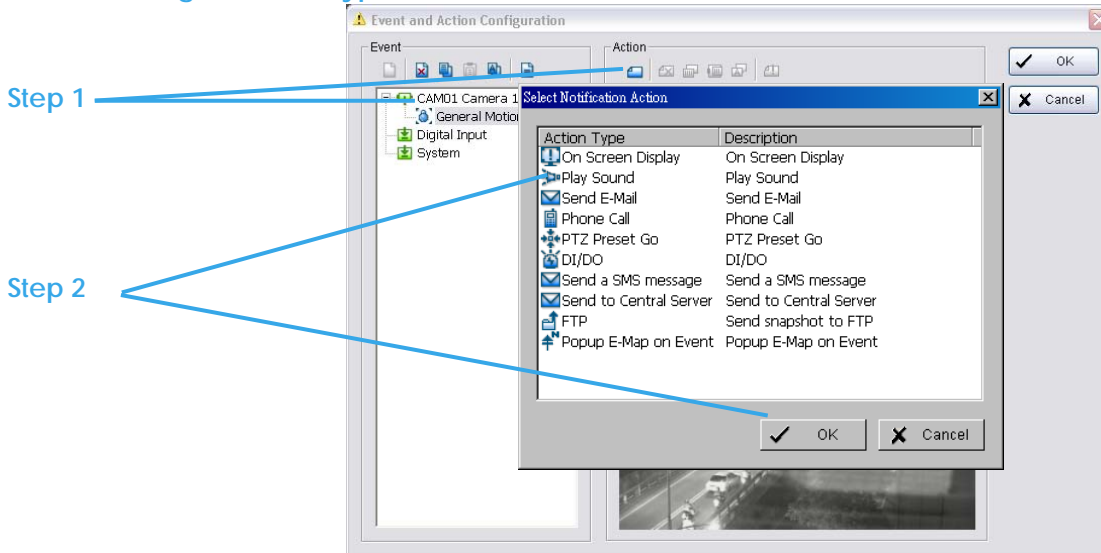 Event and Action Configuration
Event
Action
OK
Cancel
Step 1
CAM01 Camera 1
General Motion
Digital Input
System
Select Notification Action
Action Type Description
On Screen Display On Screen Display
Play Sound Play Sound
Send E-Mail Send E-Mail
Phone Call Phone Call
PTZ Preset Go PTZ Preset Go
DI/DO DI/DO
Send a SMS message Send a SMS message
Send to Central Server Send to Central Server
FTP Send snapshot to FTP
Popup E-Map on Event Popup E-Map on Event
Step 2
OK
Cancel